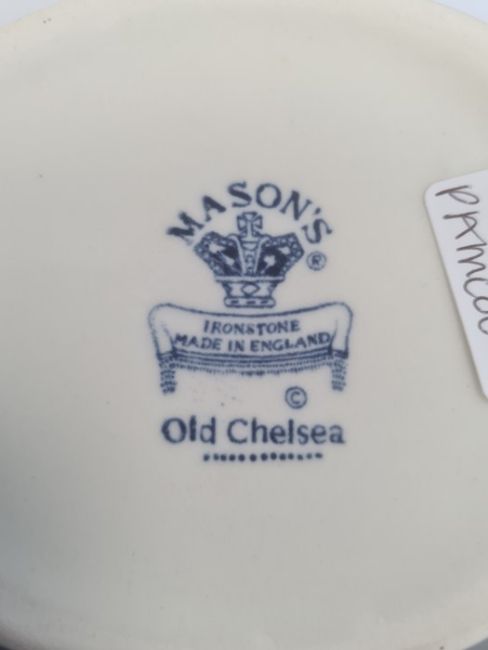 MASON'S
®
IRONSTONE
MADE IN ENGLAND
©
Old Chelsea